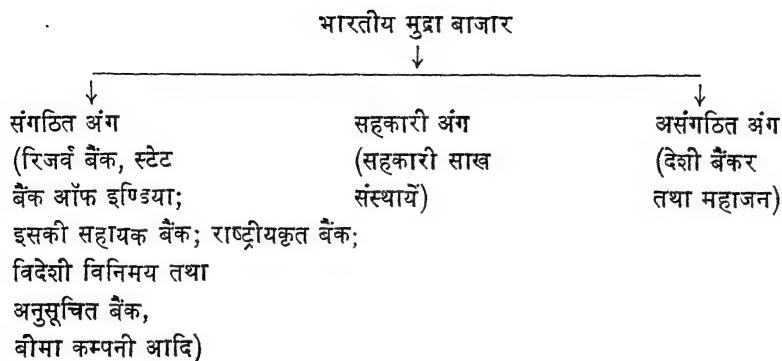 भारतीय मुद्रा बाजार
संगठित अंग
(रिजर्व बैंक, स्टेट
बैंक ऑफ इण्डिया;
इसकी सहायक बैंक; राष्ट्रीयकृत बैंक;
विदेशी विनिमय तथा
अनुसूचित बैंक,
बीमा कम्पनी आदि)
सहकारी अंग
(सहकारी साख
संस्थायें)
असंगठित अंग
(देशी बैंकर
तथा महाजन)